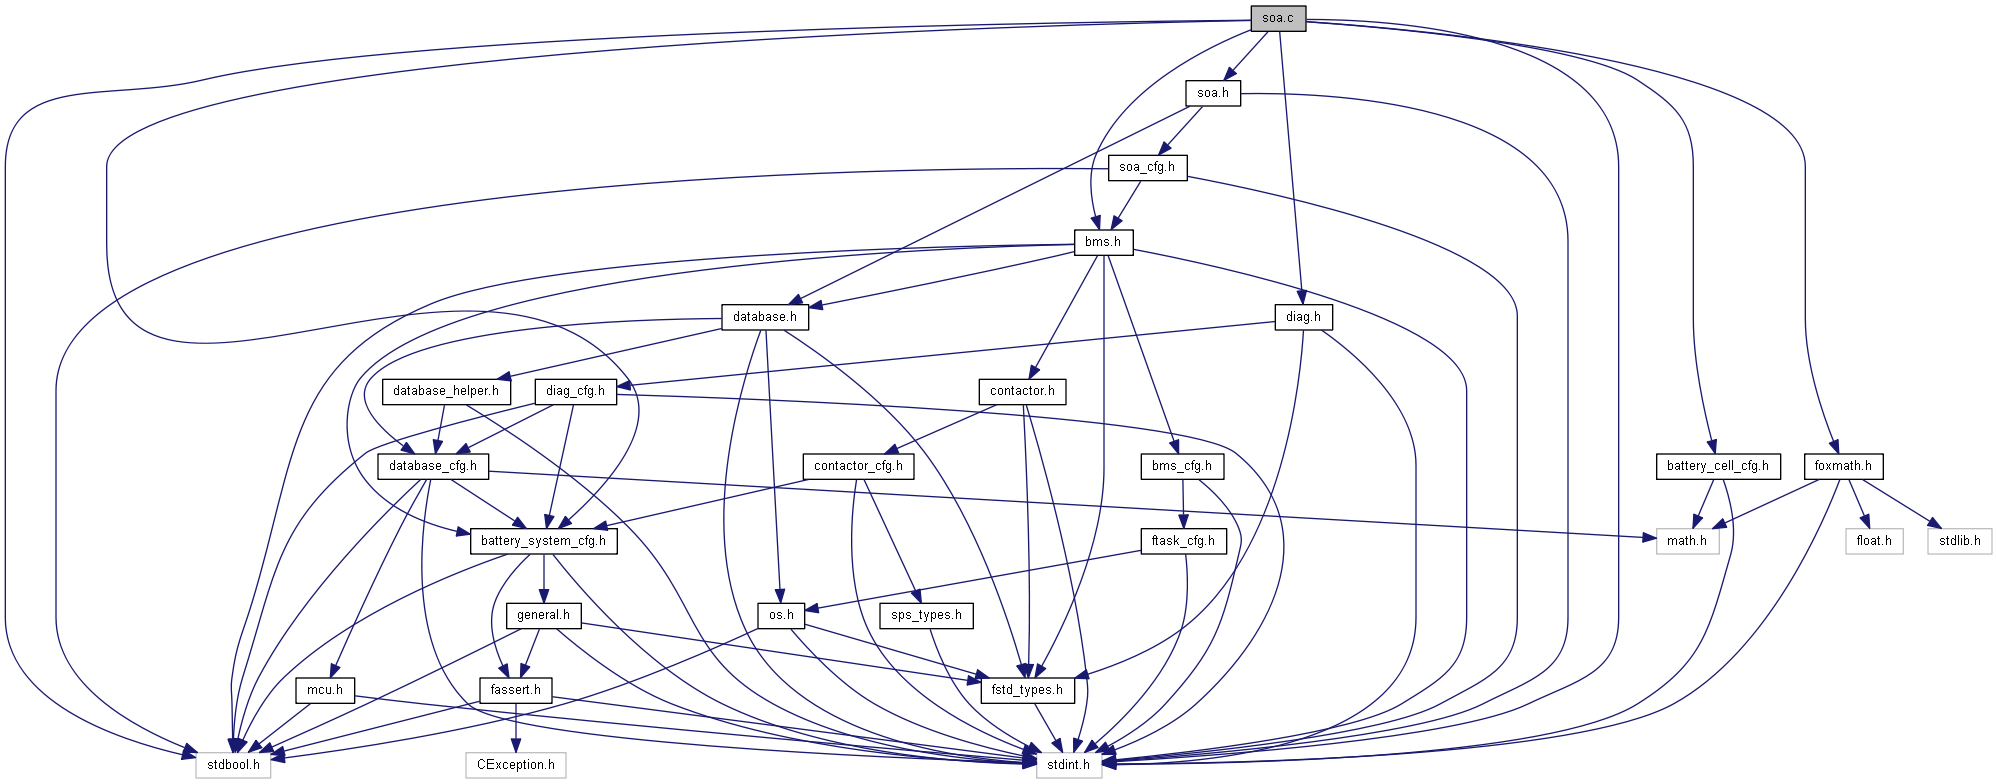 soa.c
soa.h
soa_cfg.h
bms.h
database.h
diag.h
database_helper.h
diag_cfg.h
contactor.h
database_cfg.h
contactor_cfg.h
bms_cfg.h
battery_cell_cfg.h
foxmath.h
battery_system_cfg.h
ftask_cfg.h
math.h
float.h
stdlib.h
general.h
os.h
sps_types.h
mcu.h
fassert.h
fstd_types.h
stdbool.h
CException.h
stdint.h